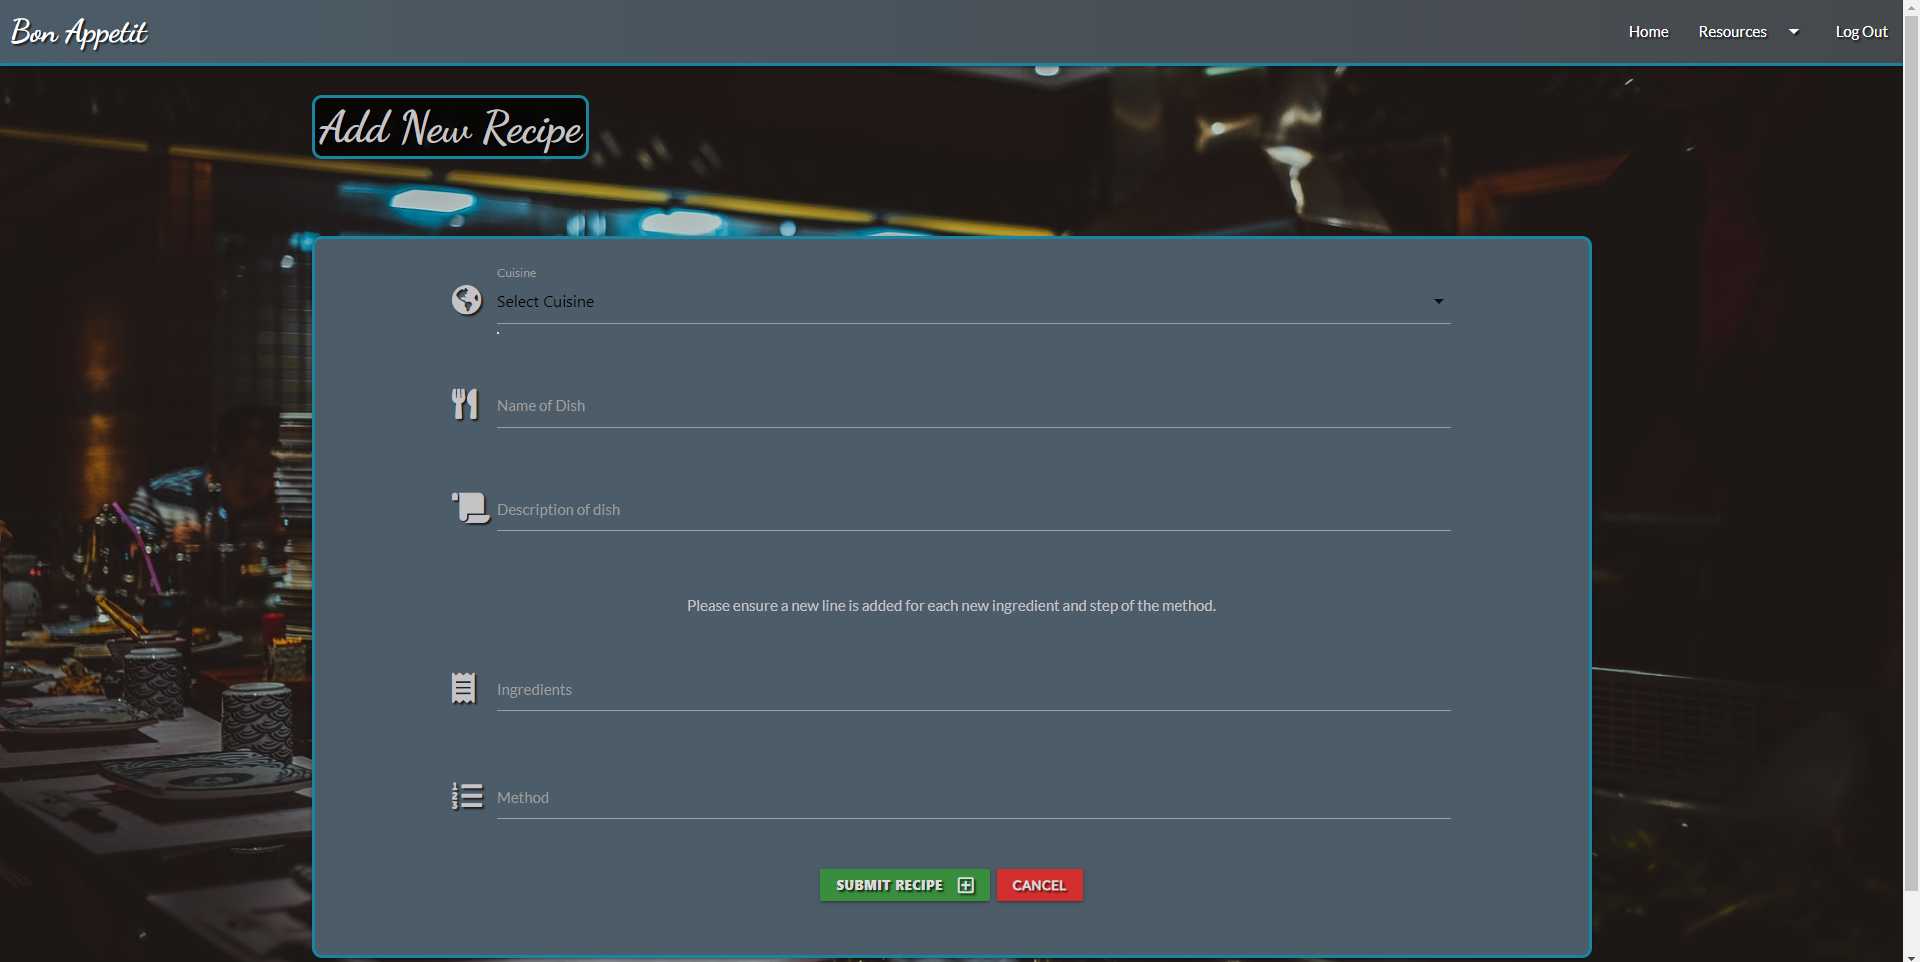 Bon Appetit
Home Resources Log Out
Add New Recipe
Cuisine
Select Cuisine
Name of Dish
Description of dish
Please ensure a new line is added for each new ingredient and step of the method.
Ingredients
Method
SUBMIT RECIPE CANCEL